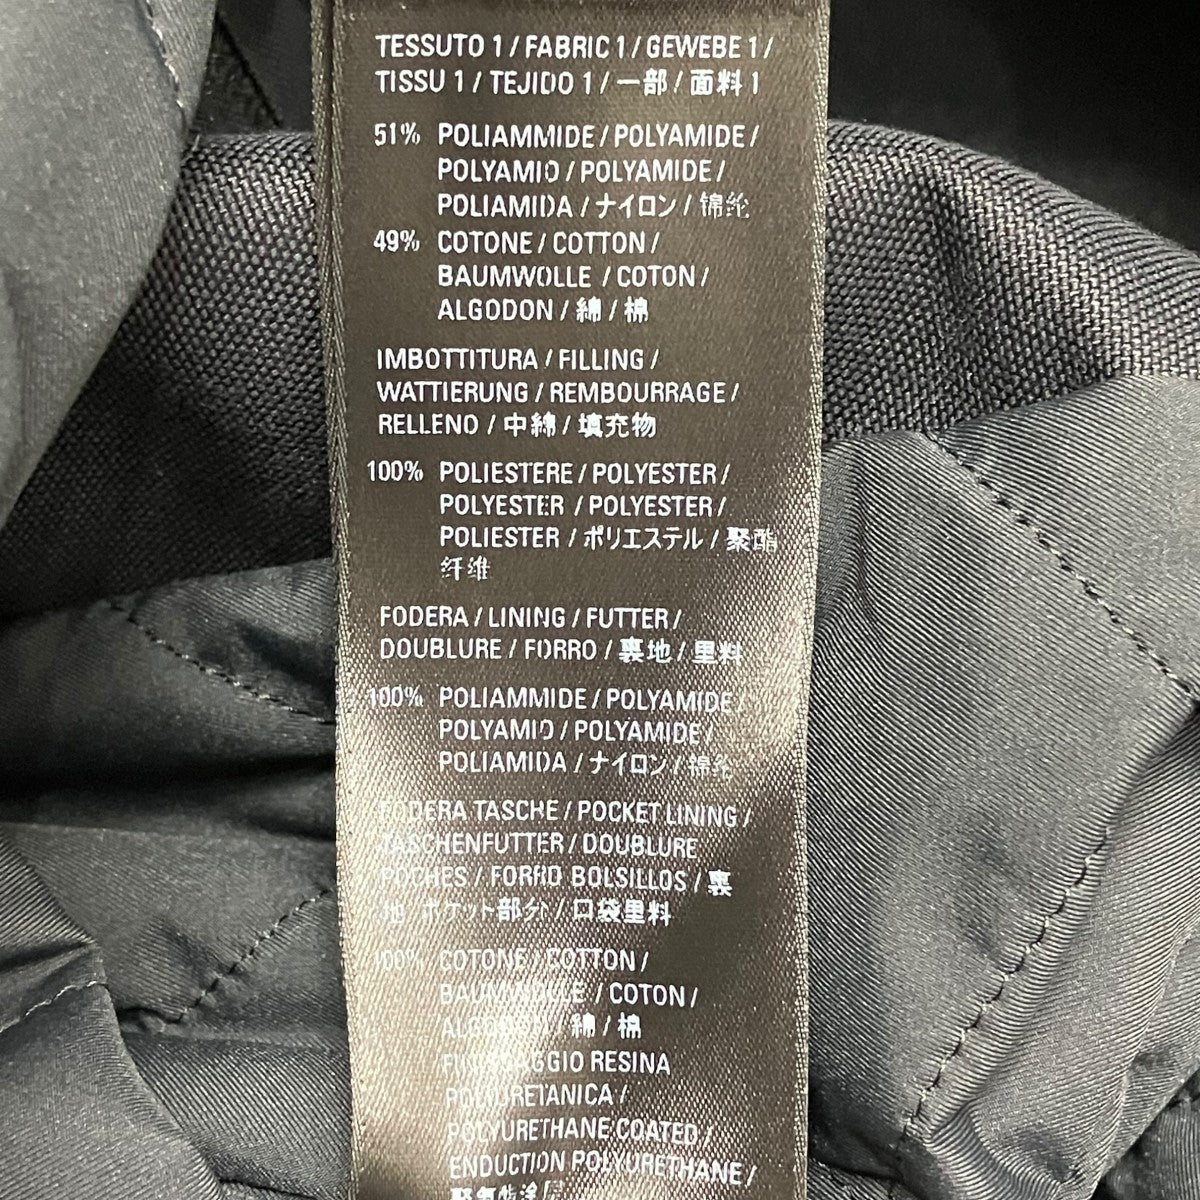 TESSUTO 1 / FABRIC 1 / GEWEBE 1 /
TISSU 1 / TEJIDO 1 / 一部 / 面料 1
51% POLIAMMIDE / POLYAMIDE /
POLYAMID / POLYAMIDE /
POLIAMIDA / ナイロン / 锦纶
49% COTONE / COTTON /
BAUMWOLLE / COTON /
ALGODON / 綿 / 棉
IMBOTTITURA / FILLING /
WATTIERUNG / REMBOURRAGE /
RELLENO / 中綿 / 填充物
100% POLIESTERE / POLYESTER /
POLYESTER / POLYESTER /
POLIESTER / ポリエステル / 聚酯
纤维
FODERA / LINING / FUTTER /
DOUBLURE / FORRO / 裏地 / 里料
100% POLIAMMIDE / POLYAMIDE /
POLYAMID / POLYAMIDE /
POLIAMIDA / ナイロン / 锦纶
FODERA TASCHE / POCKET LINING /
TASCHENFUTTER / DOUBLURE
POCHES / FORRO BOLSILLOS / 裏
地 ポケット部分 / 口袋里料
100% COTONE / COTTON /
BAUMWOLLE / COTON /
ALGODON / 綿 / 棉
FINISSAGGIO RESINA
POLIURETANICA /
POLYURETHANE COATED /
ENDUCTION POLYURETHANE /